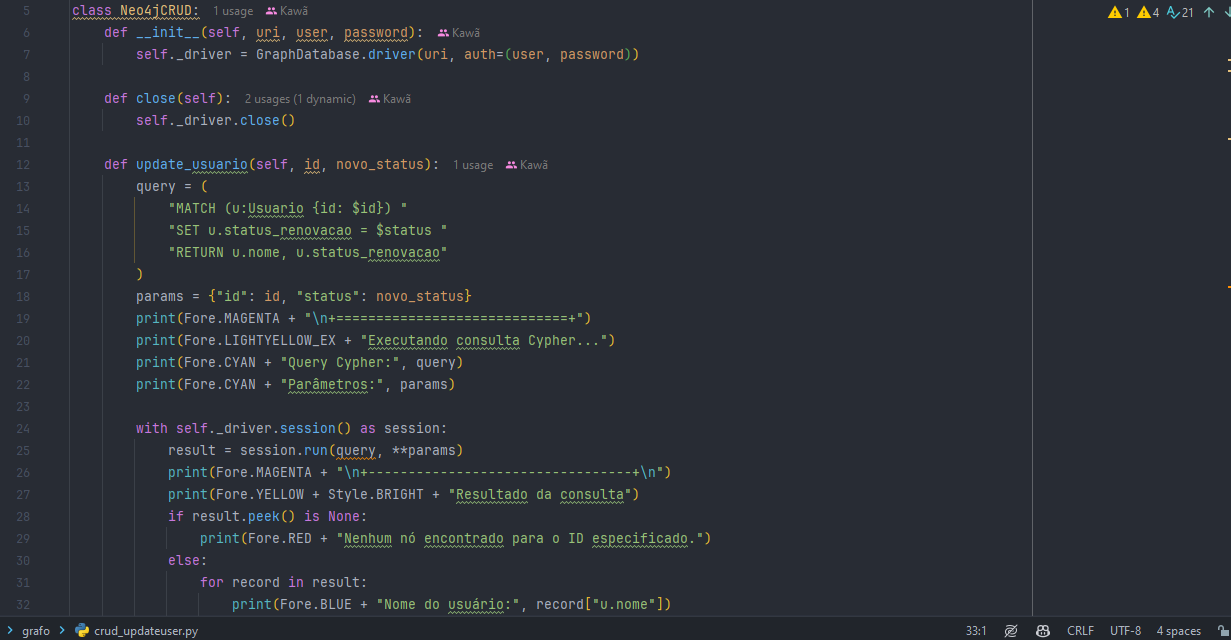 5 class Neo4jCRUD: 1 usage Kawã
1 4 21
6 def __init__(self, uri, user, password): Kawã
7 self._driver = GraphDatabase.driver(uri, auth=(user, password))
8
9 def close(self): 2 usages (1 dynamic) Kawã
10 self._driver.close()
11
12 def update_usuario(self, id, novo_status): 1 usage Kawã
13 query = (
14 "MATCH (u:Usuario {id: $id}) "
15 "SET u.status_renovacao = $status "
16 "RETURN u.nome, u.status_renovacao"
17 )
18 params = {"id": id, "status": novo_status}
19 print(Fore.MAGENTA + "\n+=============================+")
20 print(Fore.LIGHTYELLOW_EX + "Executando consulta Cypher...")
21 print(Fore.CYAN + "Query Cypher:", query)
22 print(Fore.CYAN + "Parâmetros:", params)
23
24 with self._driver.session() as session:
25 result = session.run(query, **params)
26 print(Fore.MAGENTA + "\n+---------------------------------+\n")
27 print(Fore.YELLOW + Style.BRIGHT + "Resultado da consulta")
28 if result.peek() is None:
29 print(Fore.RED + "Nenhum nó encontrado para o ID especificado.")
30 else:
31 for record in result:
32 print(Fore.BLUE + "Nome do usuário:", record["u.nome"])
grafo crud_updateuser.py 33:1 CRLF UTF-8 4 spaces